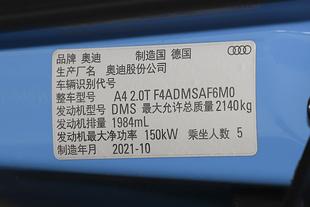 品牌 奥迪 制造国 德国
生产厂名 奥迪股份公司
车辆识别代号
整车型号 A4 2.0T F4ADMSAF6M0
发动机型号 DMS 最大允许总质量 2140kg
发动机排量 1984mL
发动机最大净功率 150kW 乘坐人数 5
制造年月 2021-10